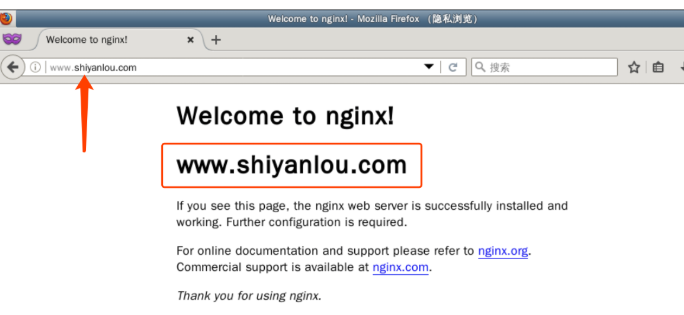 Welcome to nginx! - Mozilla Firefox （隐私浏览）
Welcome to nginx! × +
www.shiyanlou.com 搜索
Welcome to nginx!
www.shiyanlou.com
If you see this page, the nginx web server is successfully installed and
working. Further configuration is required.
For online documentation and support please refer to nginx.org.
Commercial support is available at nginx.com.
Thank you for using nginx.